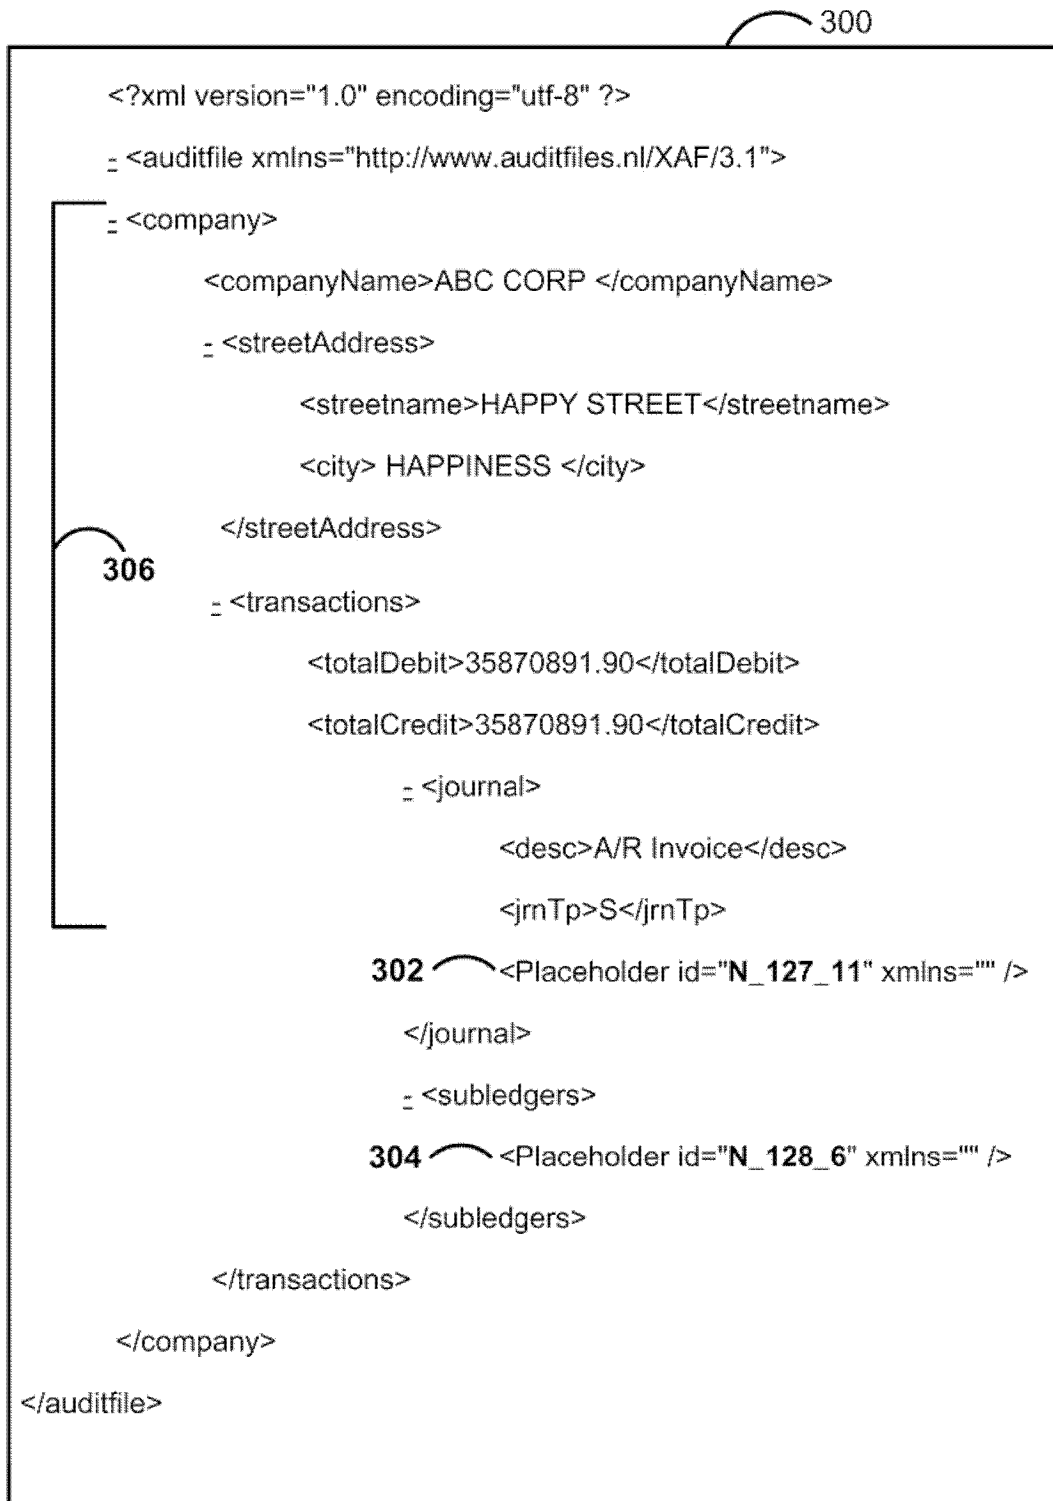 300
<?xml version="1.0" encoding="utf-8" ?>
- <auditfile xmlns="http://www.auditfiles.nl/XAF/3.1">
- <company>
<companyName>ABC CORP </companyName>
- <streetAddress>
<streetname>HAPPY STREET</streetname>
<city> HAPPINESS </city>
</streetAddress>
306
- <transactions>
<totalDebit>35870891.90</totalDebit>
<totalCredit>35870891.90</totalCredit>
- <journal>
<desc>A/R Invoice</desc>
<jrnTp>S</jrnTp>
302 <Placeholder id="N_127_11" xmlns="" />
</journal>
- <subledgers>
304 <Placeholder id="N_128_6" xmlns="" />
</subledgers>
</transactions>
</company>
</auditfile>